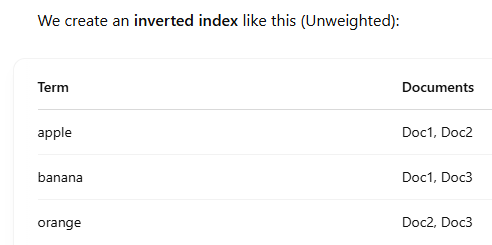 We create an inverted index like this (Unweighted):
Term Documents
apple Doc1, Doc2
banana Doc1, Doc3
orange Doc2, Doc3